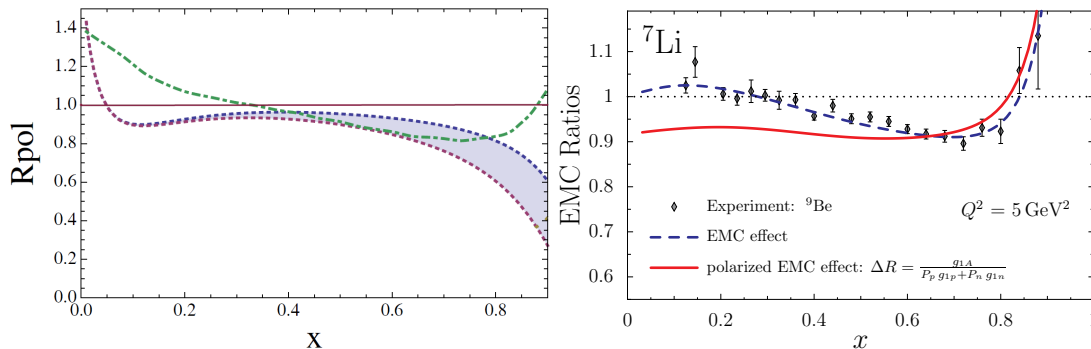 1.4
1.2
1.0
0.8
0.6
0.4
0.2
0.0
Rpol
0.0 0.2 0.4 0.6 0.8
x
⁷Li
1.1
1
0.9
0.8
0.7
0.6
EMC Ratios
Experiment: ⁹Be
Q² = 5 GeV²
EMC effect
polarized EMC effect: ΔR = g₁A / (Pₚ g₁ₚ + Pₙ g₁ₙ)
0 0.2 0.4 0.6 0.8 1
x